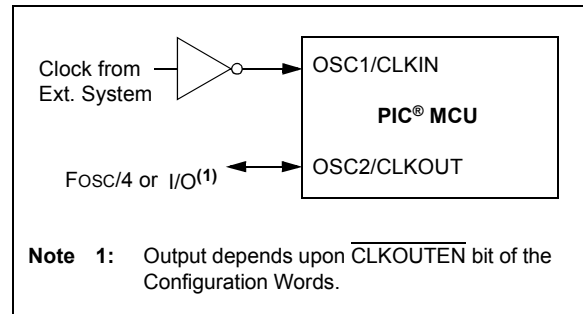 Clock from
Ext. System
OSC1/CLKIN
PIC® MCU
FOSC/4 or I/O(1)
OSC2/CLKOUT
Note 1: Output depends upon CLKOUTEN bit of the
Configuration Words.